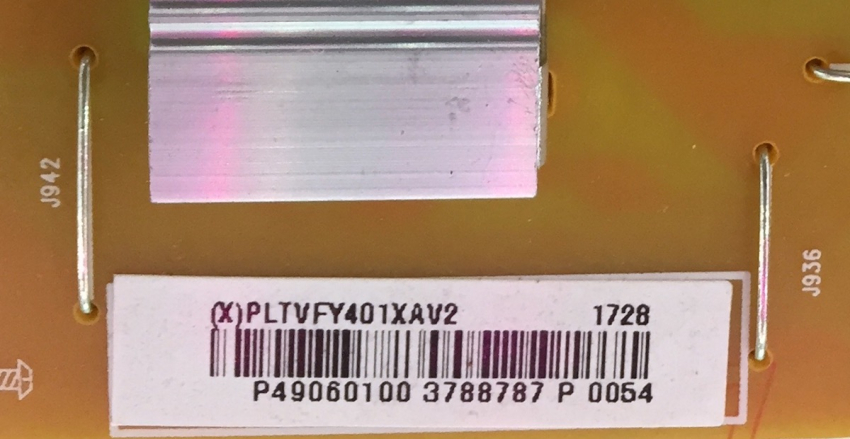 J942
J936
(X)PLTVFY401XAV2 1728
P49060100 3788787 P 0054